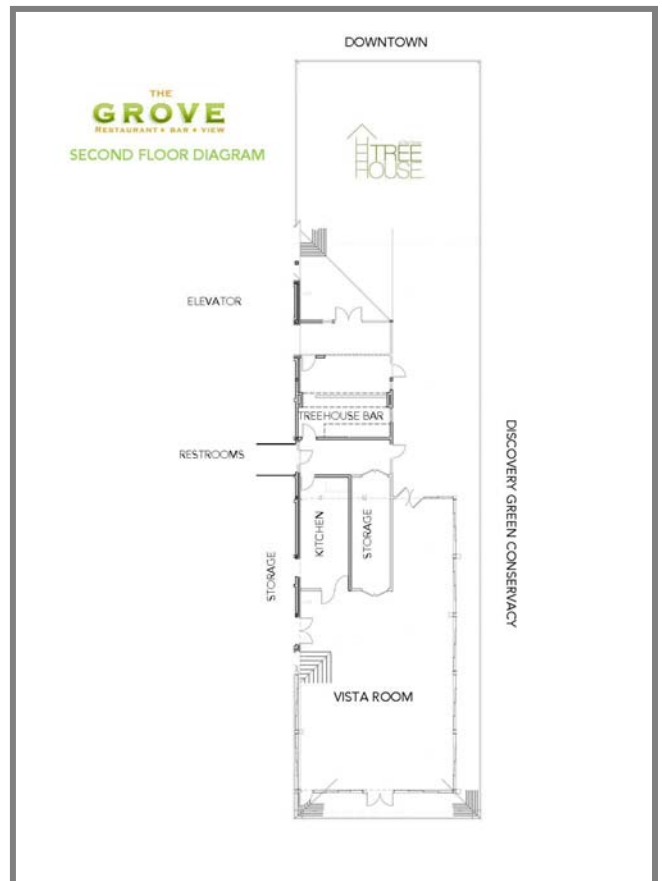 DOWNTOWN
THE
GROVE
RESTAURANT • BAR • VIEW
SECOND FLOOR DIAGRAM
TREE
HOUSE
ELEVATOR
TREEHOUSE BAR
RESTROOMS
DISCOVERY GREEN CONSERVACY
KITCHEN
STORAGE
STORAGE
VISTA ROOM